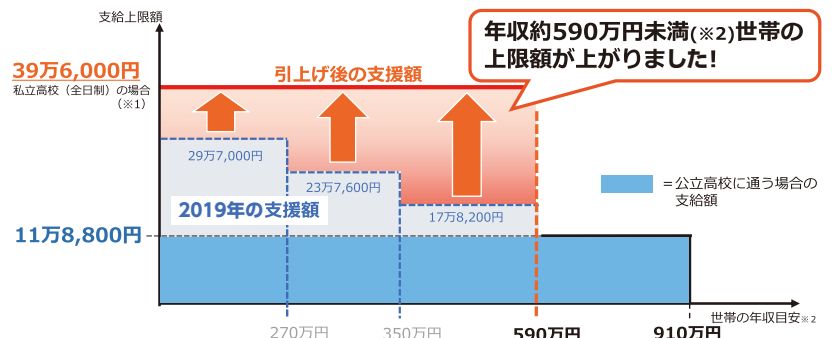 支給上限額
年収約590万円未満(※2)世帯の
上限額が上がりました!
39万6,000円
私立高校（全日制）の場合
（※1）
引上げ後の支援額
29万7,000円
23万7,600円
17万8,200円
2019年の支援額
＝公立高校に通う場合の
支給額
11万8,800円
世帯の年収目安※2
270万円
350万円
590万円
910万円